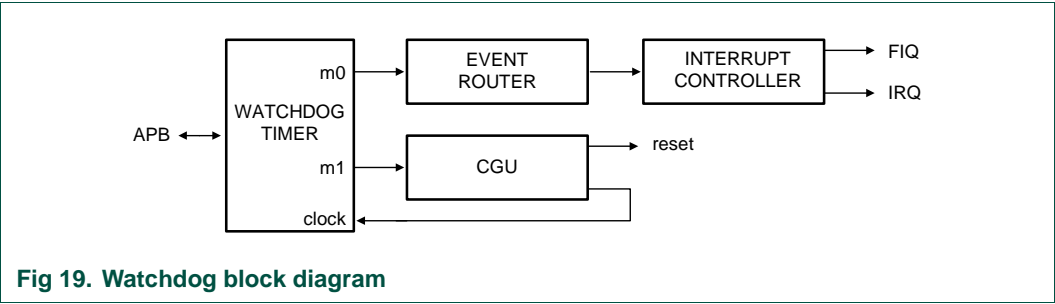 m0
EVENT
ROUTER
INTERRUPT
CONTROLLER
FIQ
IRQ
WATCHDOG
TIMER
APB
m1
CGU
reset
clock
Fig 19. Watchdog block diagram